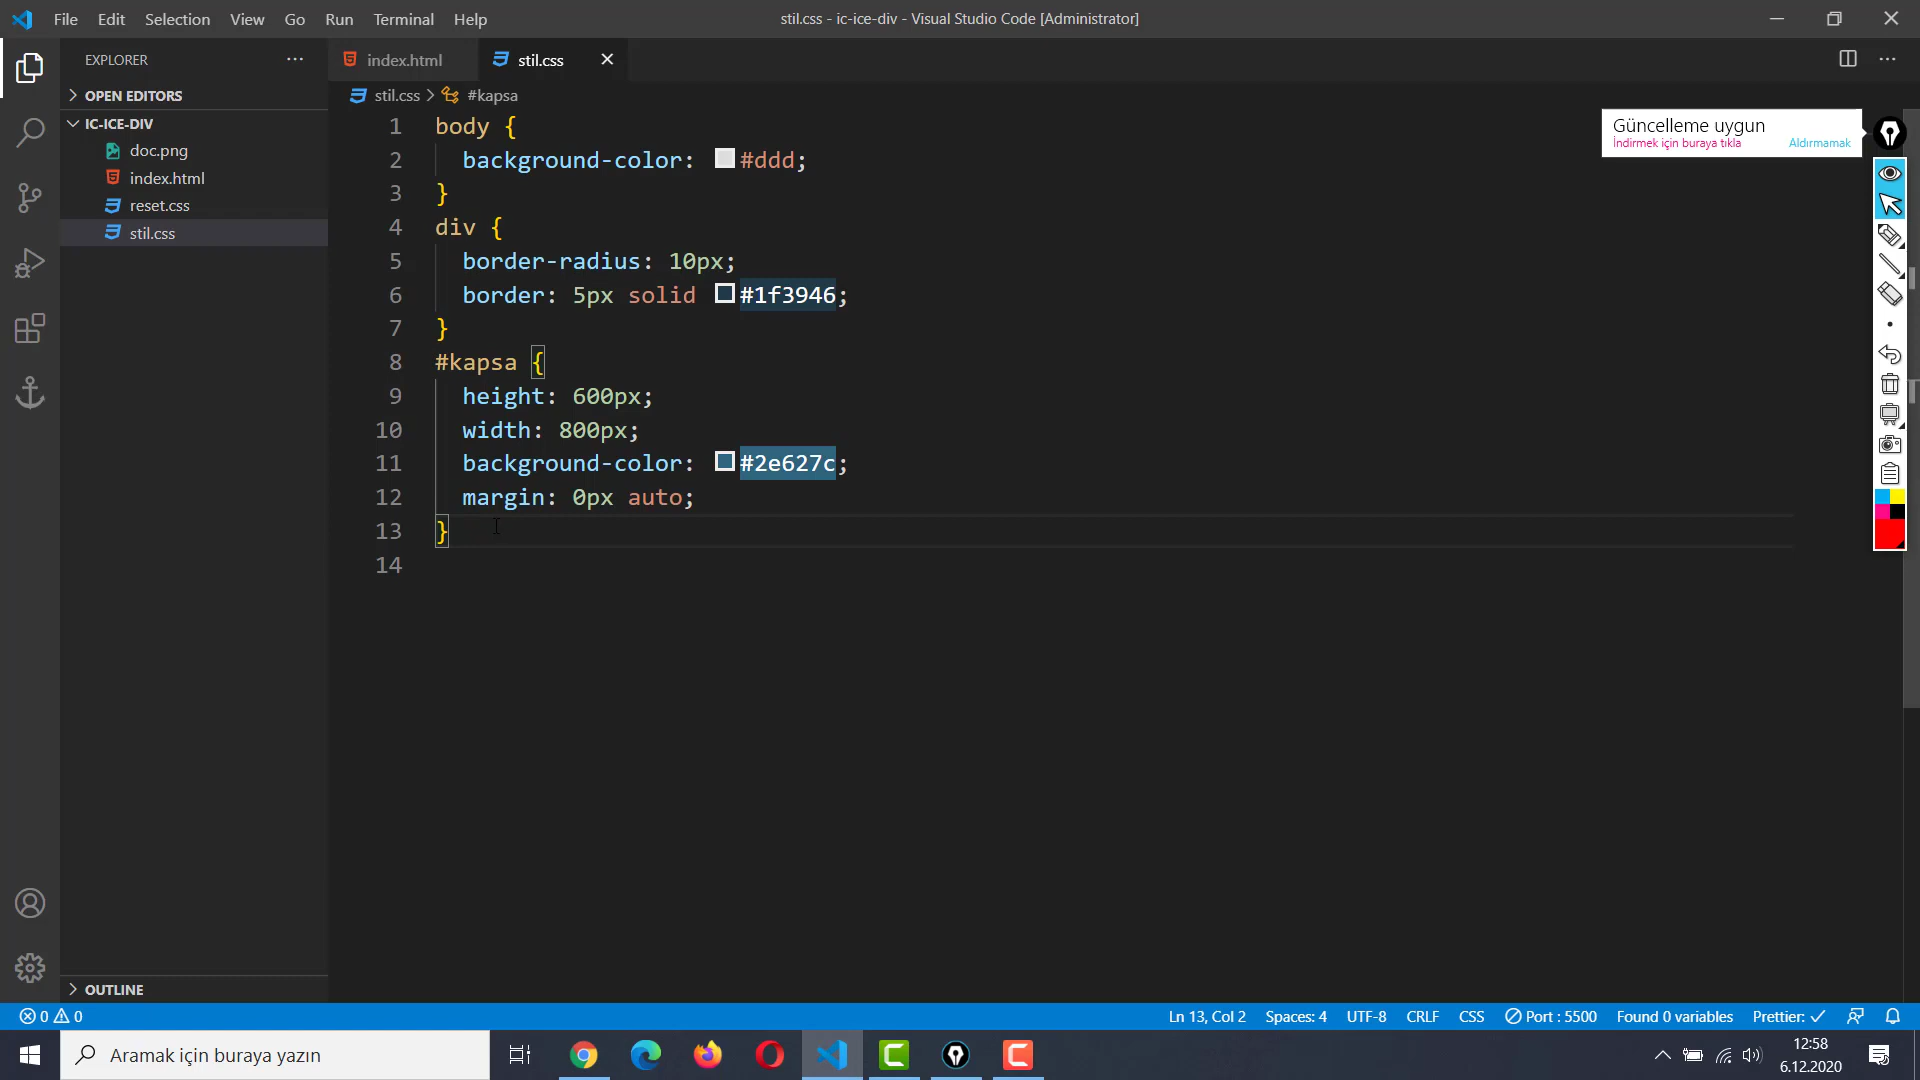 File Edit Selection View Go Run Terminal Help
stil.css - ic-ice-div - Visual Studio Code [Administrator]
EXPLORER
index.html
stil.css
OPEN EDITORS
stil.css > #kapsa
IC-ICE-DIV
doc.png
index.html
reset.css
stil.css
1 body {
2 background-color: #ddd;
3 }
4 div {
5 border-radius: 10px;
6 border: 5px solid #1f3946;
7 }
8 #kapsa {
9 height: 600px;
10 width: 800px;
11 background-color: #2e627c;
12 margin: 0px auto;
13 }
14
Güncelleme uygun
İndirmek için buraya tıkla Aldırmamak
OUTLINE
0 0
Ln 13, Col 2 Spaces: 4 UTF-8 CRLF CSS Port : 5500 Found 0 variables Prettier: ✓
Aramak için buraya yazın
12:58
6.12.2020